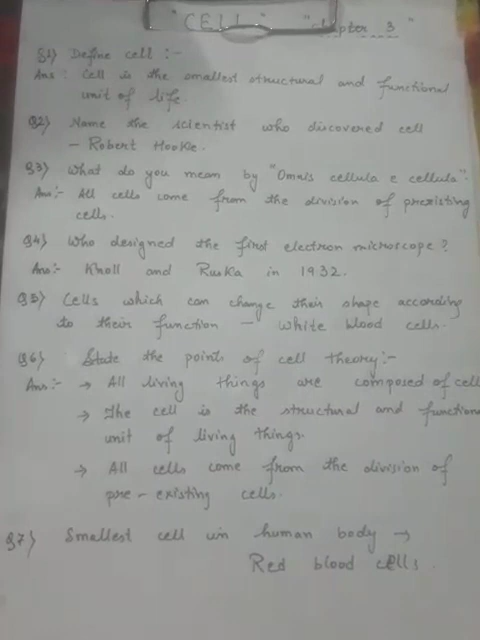 "CELL" "Chapter 3"
Q1) Define cell :-
Ans : Cell is the smallest structural and functional
unit of life.
Q2) Name the scientist who discovered cell
- Robert Hooke.
Q3) What do you mean by "Omnis cellula e cellula".
Ans:- All cells come from the division of preexisting
cells.
Q4) Who designed the first electron microscope?
Ans:- Knoll and Ruska in 1932.
Q5) Cells which can change their shape according
to their function - White blood cells.
Q6) State the points of cell theory:-
Ans:- → All living things are composed of cell
→ The cell is the structural and function
unit of living things.
→ All cells come from the division of
pre-existing cells.
Q7) Smallest cell in human body →
Red blood cells.